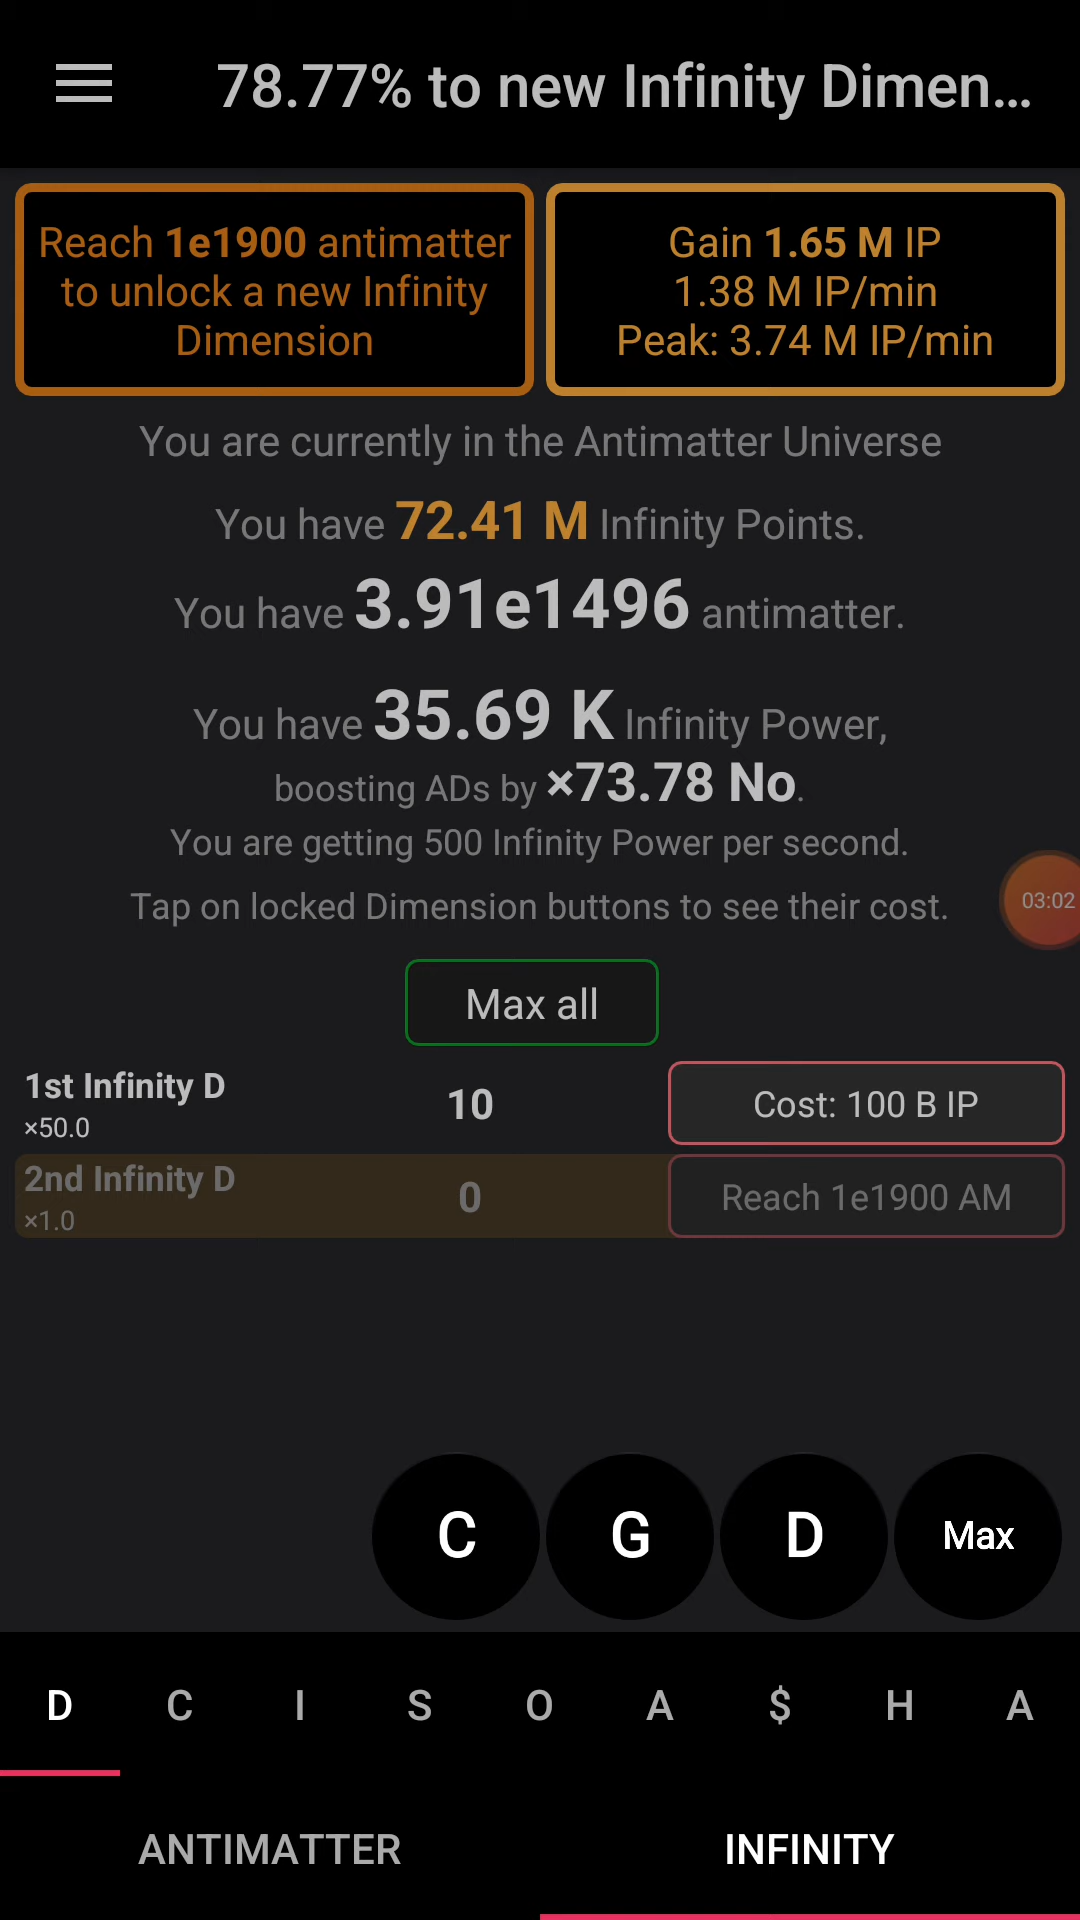 78.77% to new Infinity Dimen...
Reach 1e1900 antimatter
to unlock a new Infinity
Dimension
Gain 1.65 M IP
1.38 M IP/min
Peak: 3.74 M IP/min
You are currently in the Antimatter Universe
You have 72.41 M Infinity Points.
You have 3.91e1496 antimatter.
You have 35.69 K Infinity Power,
boosting ADs by ×73.78 No.
You are getting 500 Infinity Power per second.
Tap on locked Dimension buttons to see their cost.
03:02
Max all
1st Infinity D
×50.0
10
Cost: 100 B IP
2nd Infinity D
×1.0
0
Reach 1e1900 AM
C G D Max
D C I S O A $ H A
ANTIMATTER INFINITY